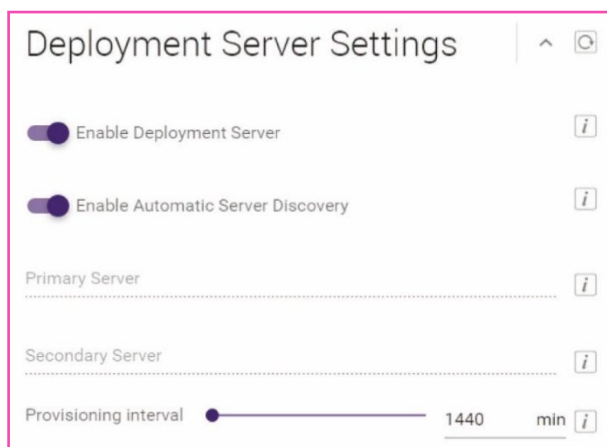 Deployment Server Settings
Enable Deployment Server
i
Enable Automatic Server Discovery
i
Primary Server
i
Secondary Server
i
Provisioning interval 1440 min i